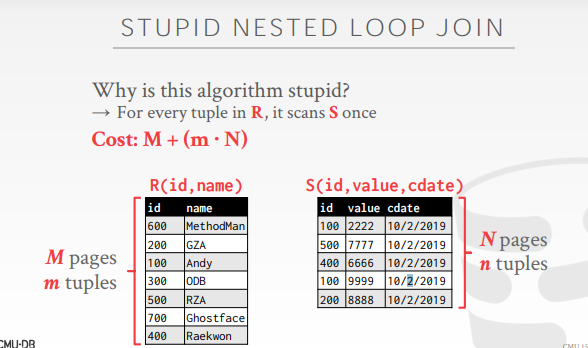 STUPID NESTED LOOP JOIN
Why is this algorithm stupid?
→ For every tuple in R, it scans S once
Cost: M + (m · N)
R(id,name)
id name
600 MethodMan
200 GZA
100 Andy
300 ODB
500 RZA
700 Ghostface
400 Raekwon
M pages
m tuples
S(id,value,cdate)
id value cdate
100 2222 10/2/2019
500 7777 10/2/2019
400 6666 10/2/2019
100 9999 10/2/2019
200 8888 10/2/2019
N pages
n tuples
CMU·DB